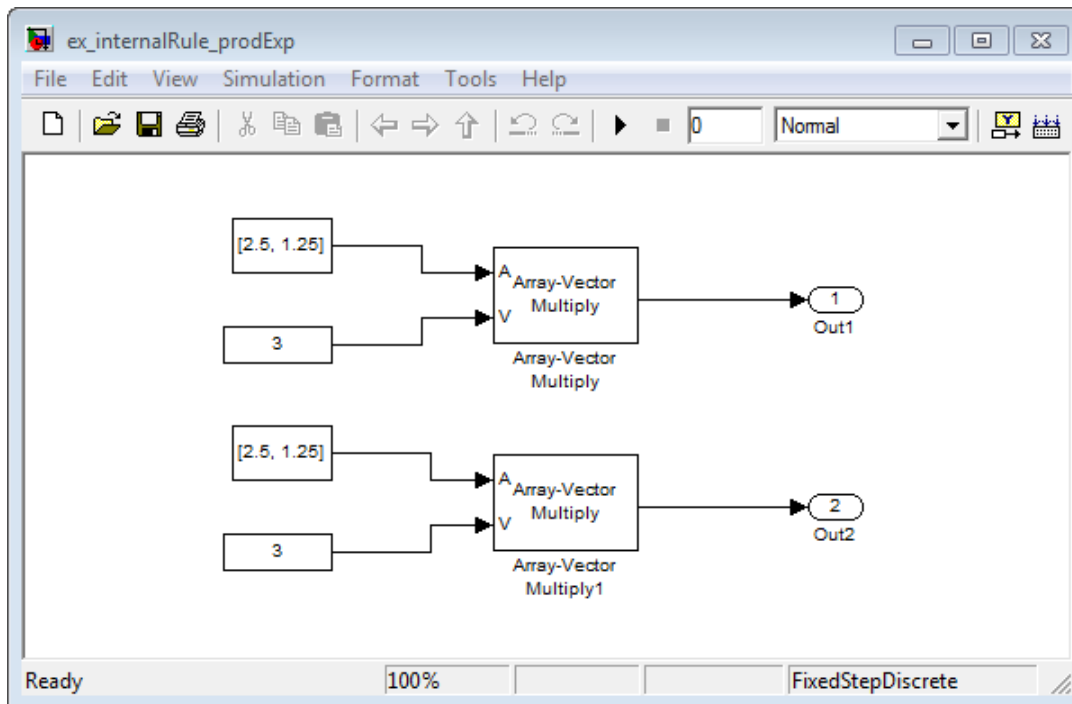 ex_internalRule_prodExp
File Edit View Simulation Format Tools Help
0 Normal
[2.5, 1.25]
A
Array-Vector
Multiply
V
1
Out1
3
Array-Vector
Multiply
[2.5, 1.25]
A
Array-Vector
Multiply
V
2
Out2
3
Array-Vector
Multiply1
Ready 100% FixedStepDiscrete